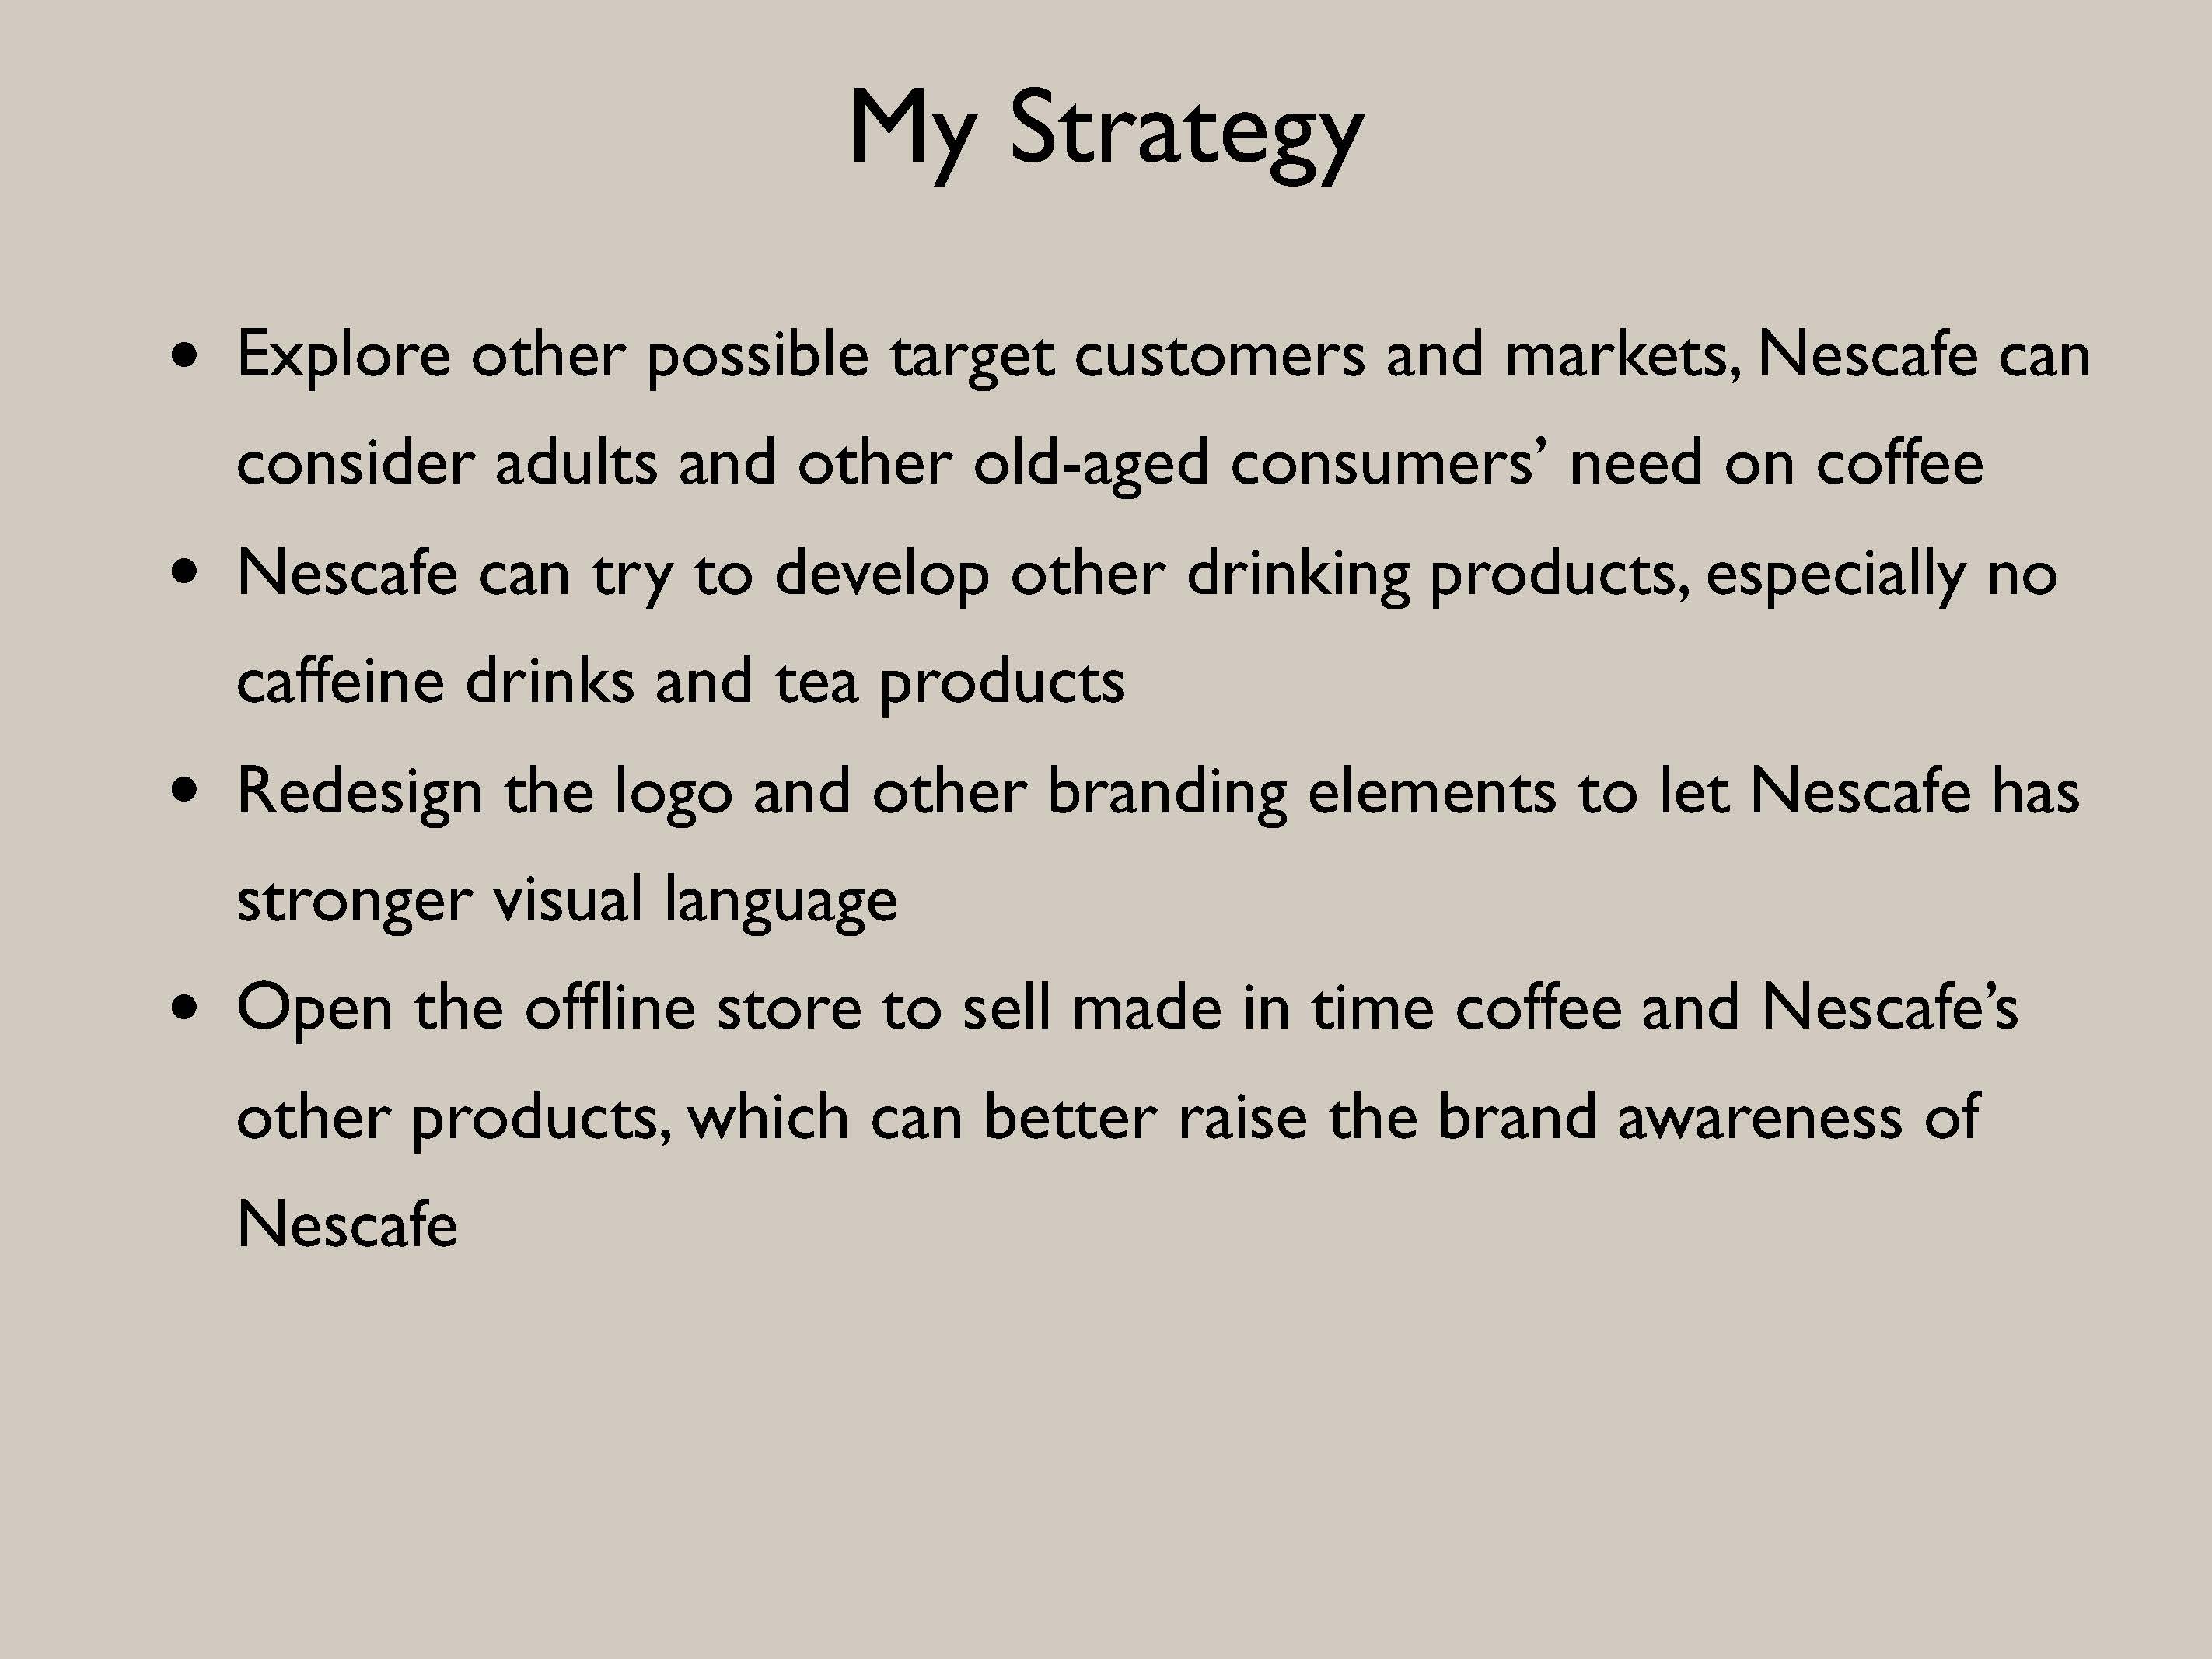 My Strategy
• Explore other possible target customers and markets, Nescafe can
consider adults and other old-aged consumers’ need on coffee
• Nescafe can try to develop other drinking products, especially no
caffeine drinks and tea products
• Redesign the logo and other branding elements to let Nescafe has
stronger visual language
• Open the offline store to sell made in time coffee and Nescafe’s
other products, which can better raise the brand awareness of
Nescafe